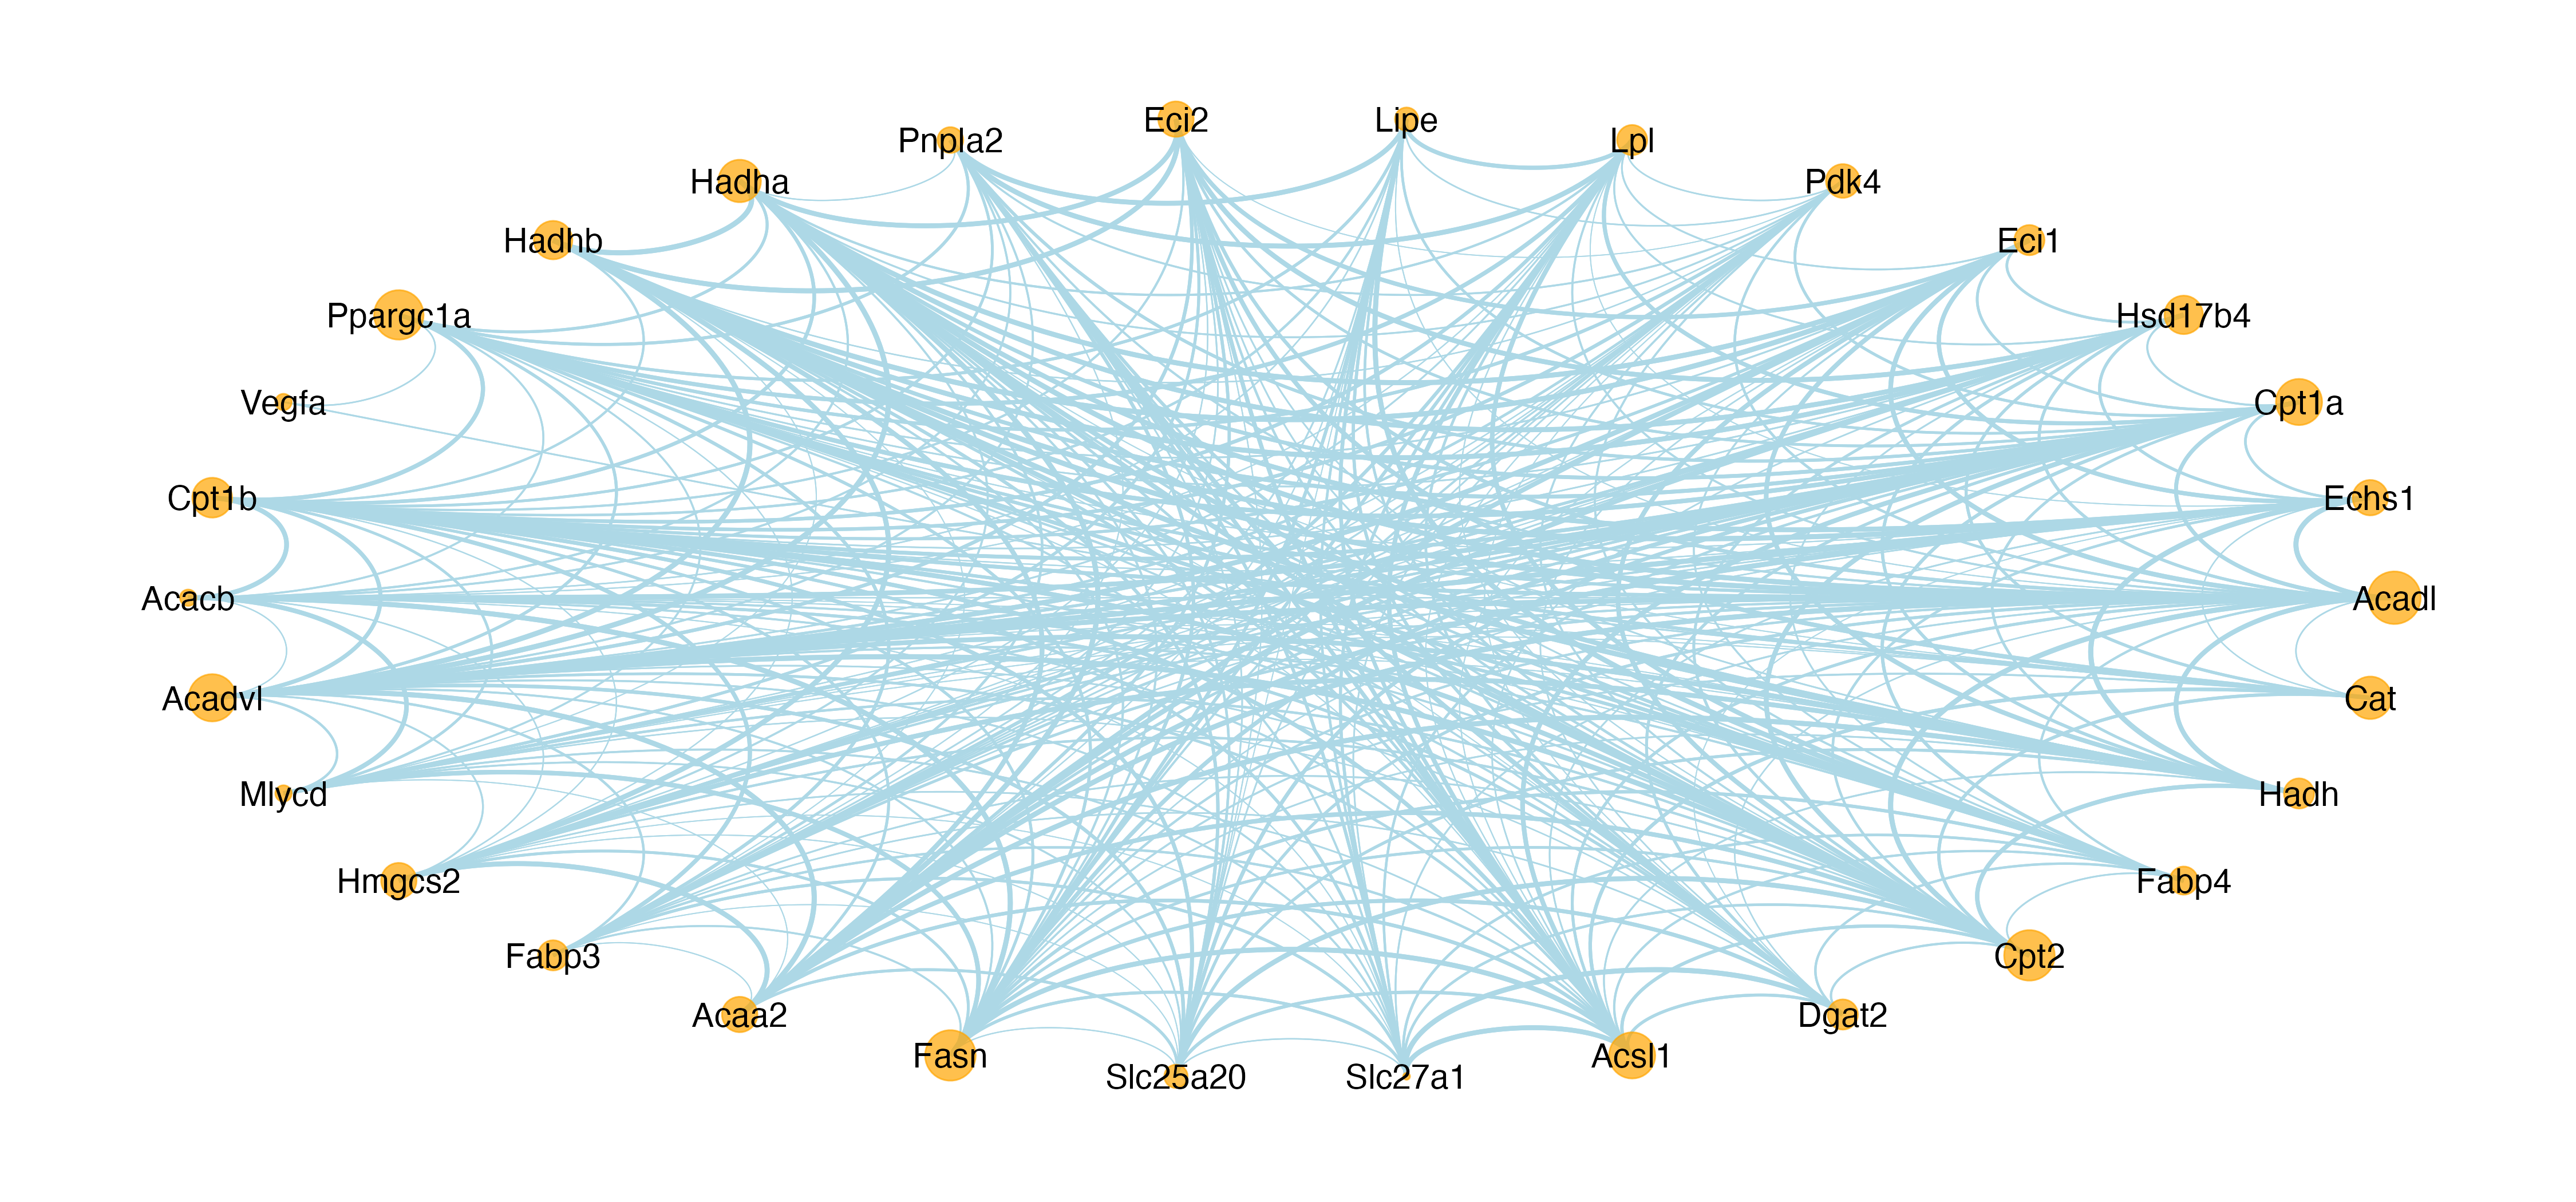 Eci2
Lipe
Pnpla2
Lpl
Hadha
Pdk4
Hadhb
Eci1
Ppargc1a
Hsd17b4
Vegfa
Cpt1a
Cpt1b
Echs1
Acacb
Acadl
Acadvl
Cat
Mlycd
Hadh
Hmgcs2
Fabp4
Fabp3
Cpt2
Acaa2
Dgat2
Fasn
Acsl1
Slc25a20
Slc27a1